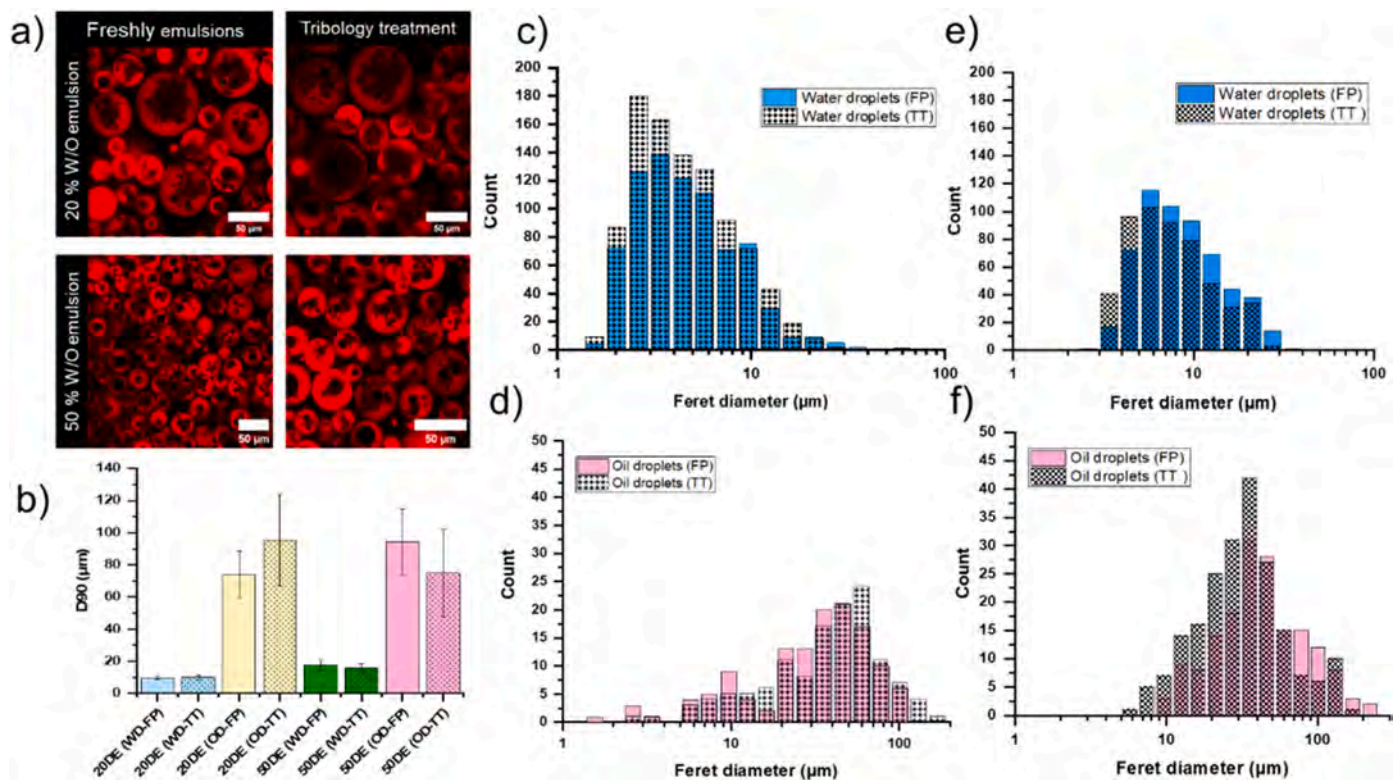 a)
Freshly emulsions
Tribology treatment
20 % W/O emulsion
50 μm
50 μm
50 % W/O emulsion
50 μm
50 μm
b)
D90 (μm)
140
120
100
80
60
40
20
0
20DE (WD-FP)
20DE (WD-TT)
20DE (OD-FP)
20DE (OD-TT)
50DE (WD-FP)
50DE (WD-TT)
50DE (OD-FP)
50DE (OD-TT)
c)
Water droplets (FP)
Water droplets (TT)
Count
200
180
160
140
120
100
80
60
40
20
0
1
10
100
Feret diameter (μm)
d)
Oil droplets (FP)
Oil droplets (TT)
Count
50
45
40
35
30
25
20
15
10
5
0
1
10
100
Feret diameter (μm)
e)
Water droplets (FP)
Water droplets (TT )
Count
200
180
160
140
120
100
80
60
40
20
0
1
10
100
Feret diameter (μm)
f)
Oil droplets (FP)
Oil droplets (TT )
Count
50
45
40
35
30
25
20
15
10
5
0
1
10
100
Feret diameter (μm)